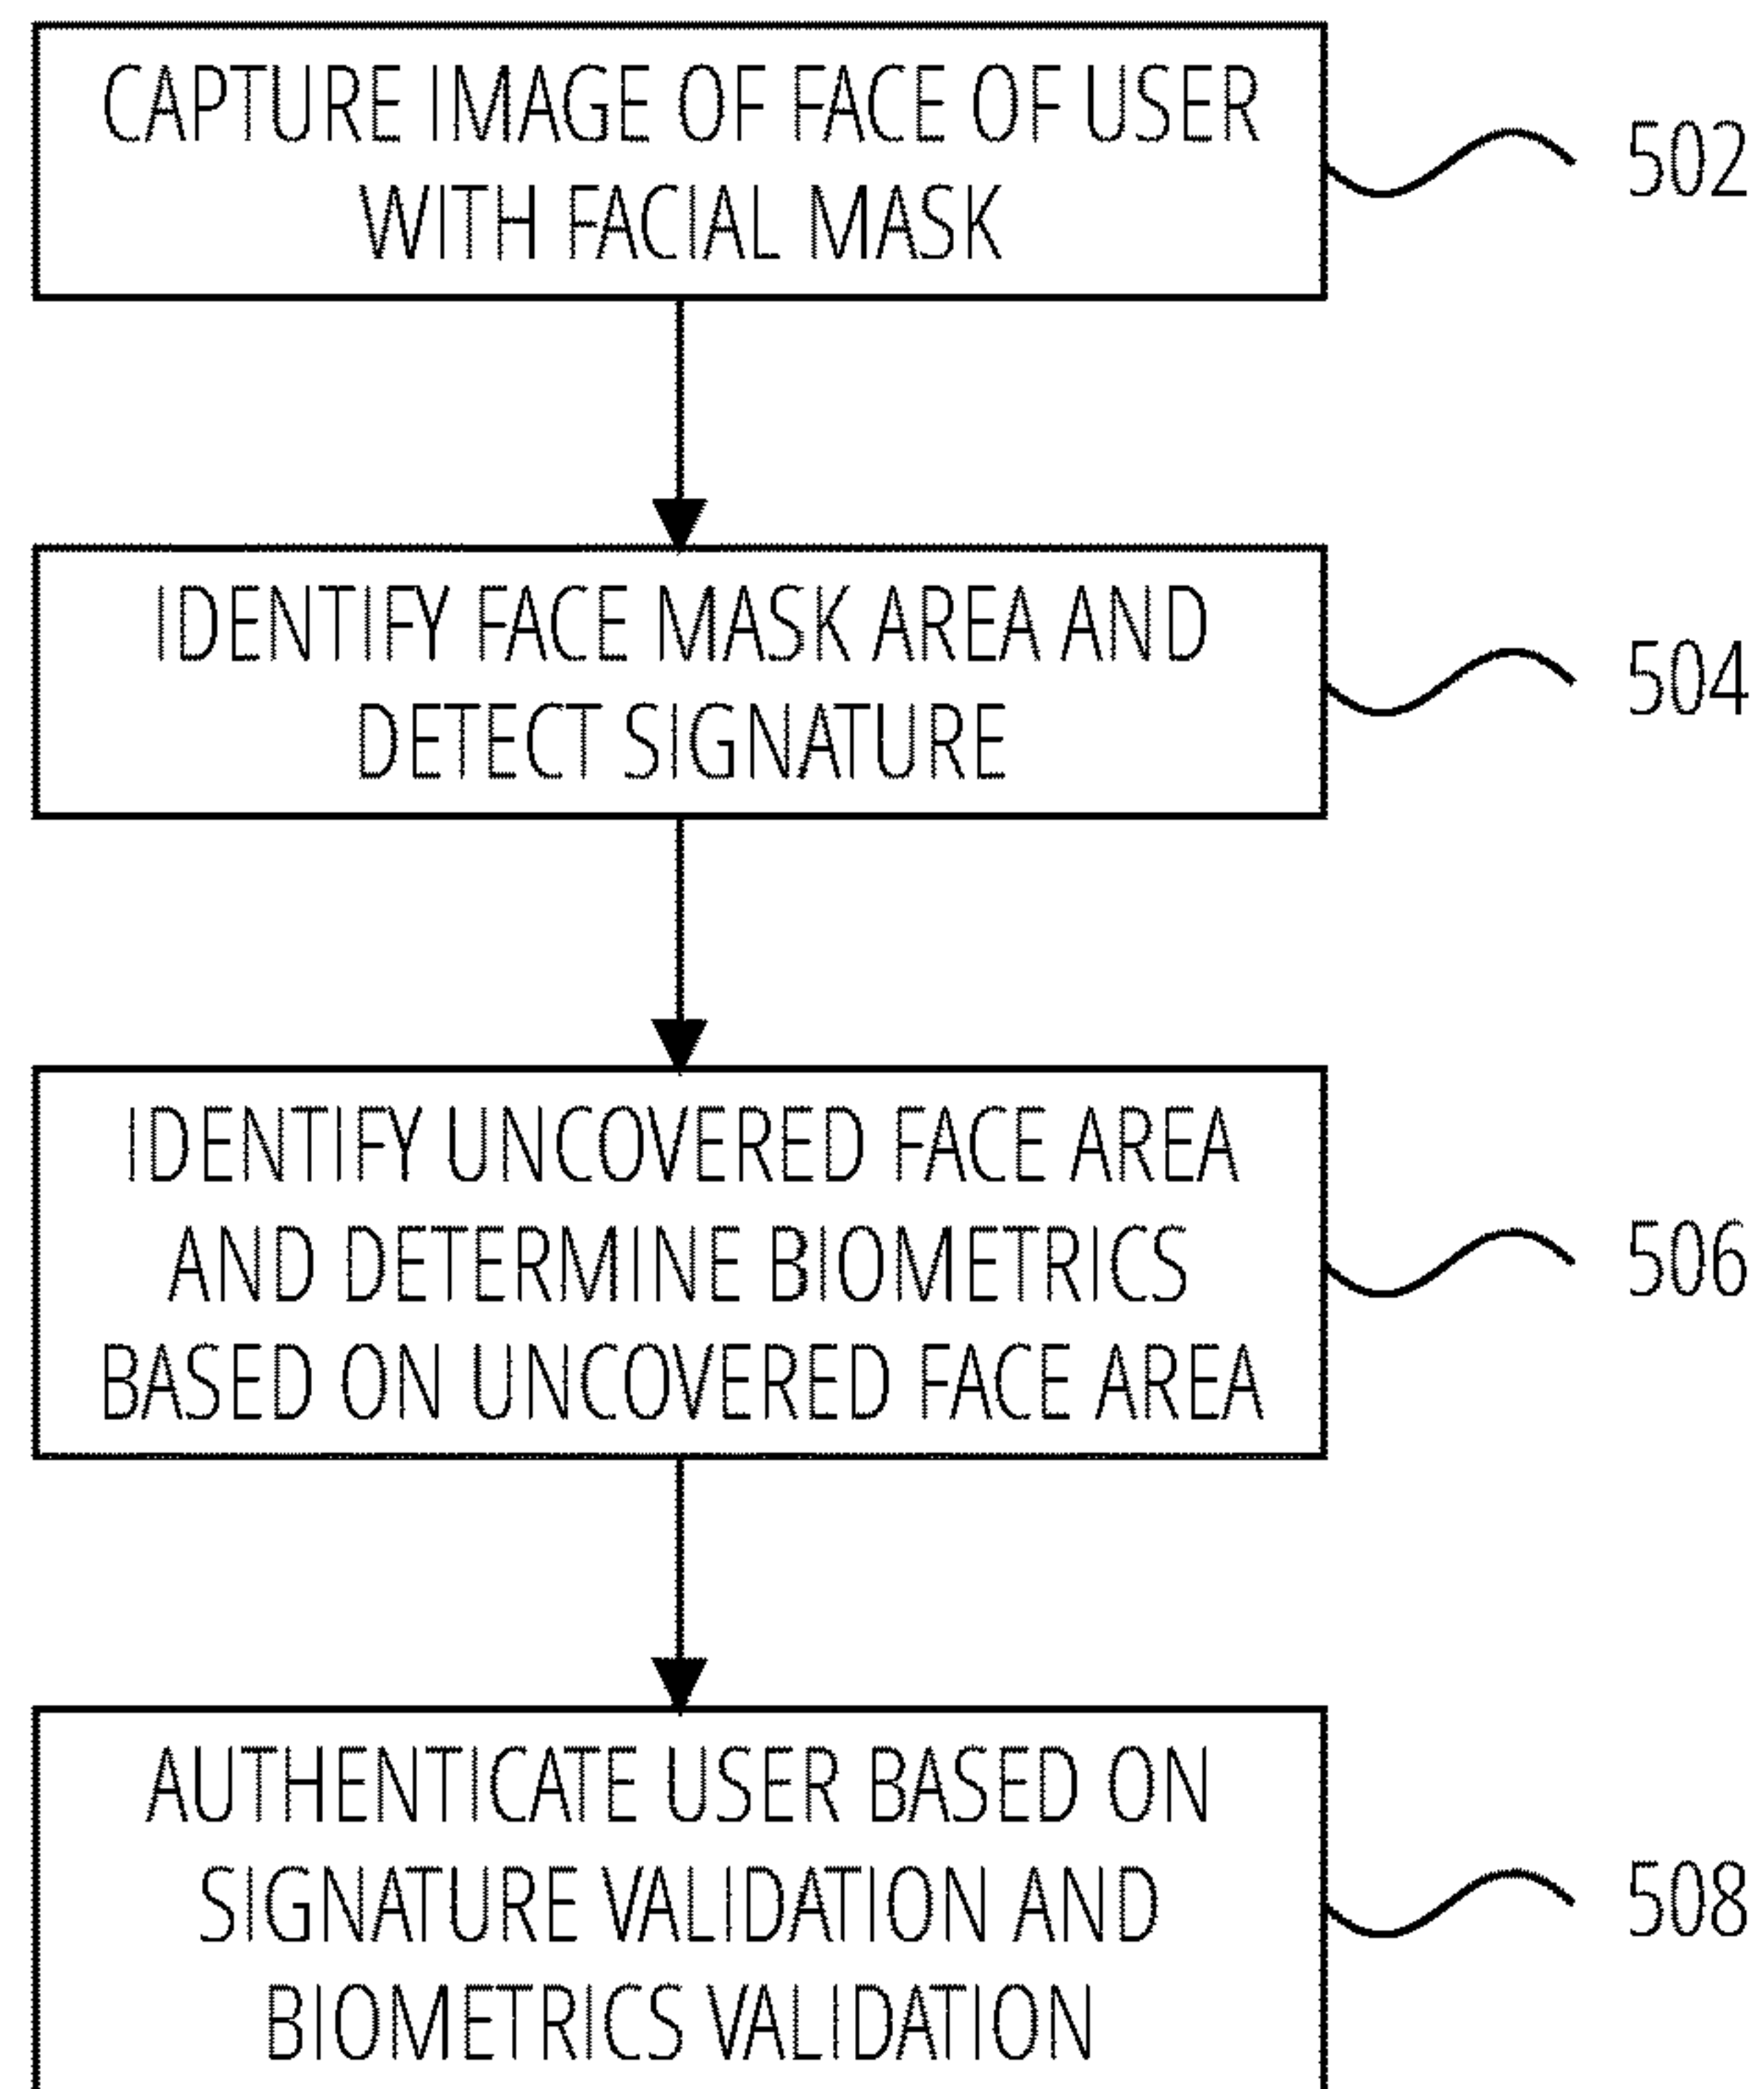 CAPTURE IMAGE OF FACE OF USER
WITH FACIAL MASK
502
IDENTIFY FACE MASK AREA AND
DETECT SIGNATURE
504
IDENTIFY UNCOVERED FACE AREA
AND DETERMINE BIOMETRICS
BASED ON UNCOVERED FACE AREA
506
AUTHENTICATE USER BASED ON
SIGNATURE VALIDATION AND
BIOMETRICS VALIDATION
508